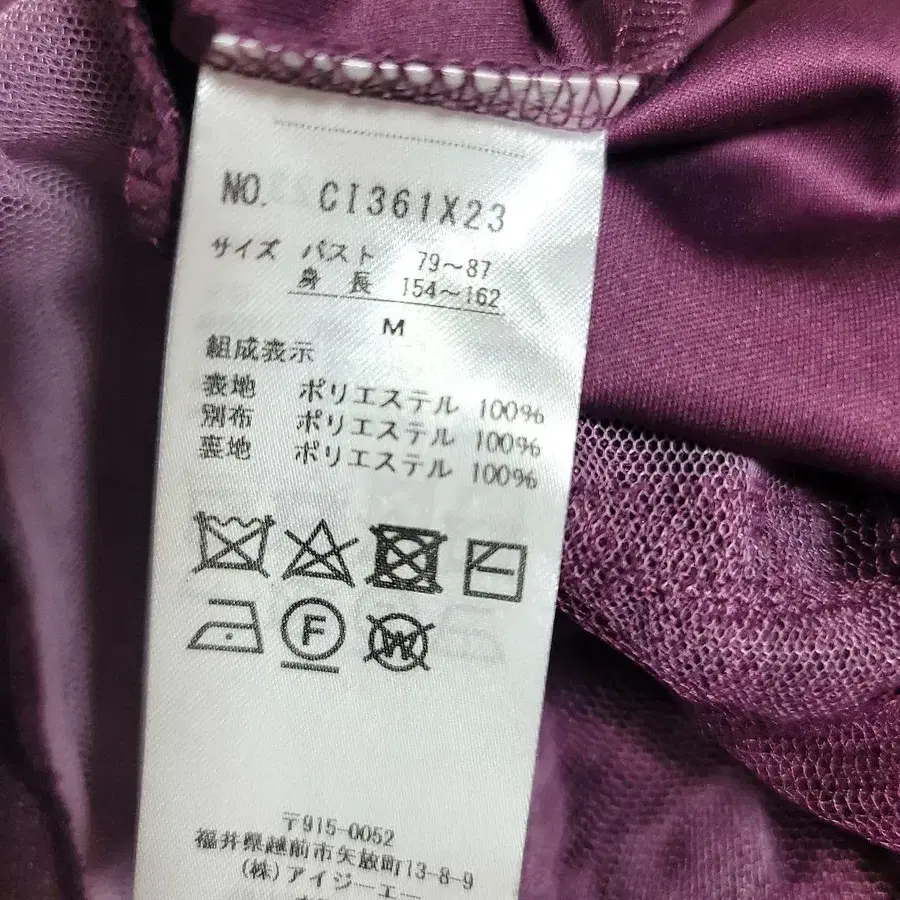 NO. CI361X23
サイズ バスト 79～87
身長 154～162
M
組成表示
表地 ポリエステル 100%
別布 ポリエステル 100%
裏地 ポリエステル 100%
F
W
〒915-0052
福井県越前市矢放町13-8-9
(株)アイジーエー